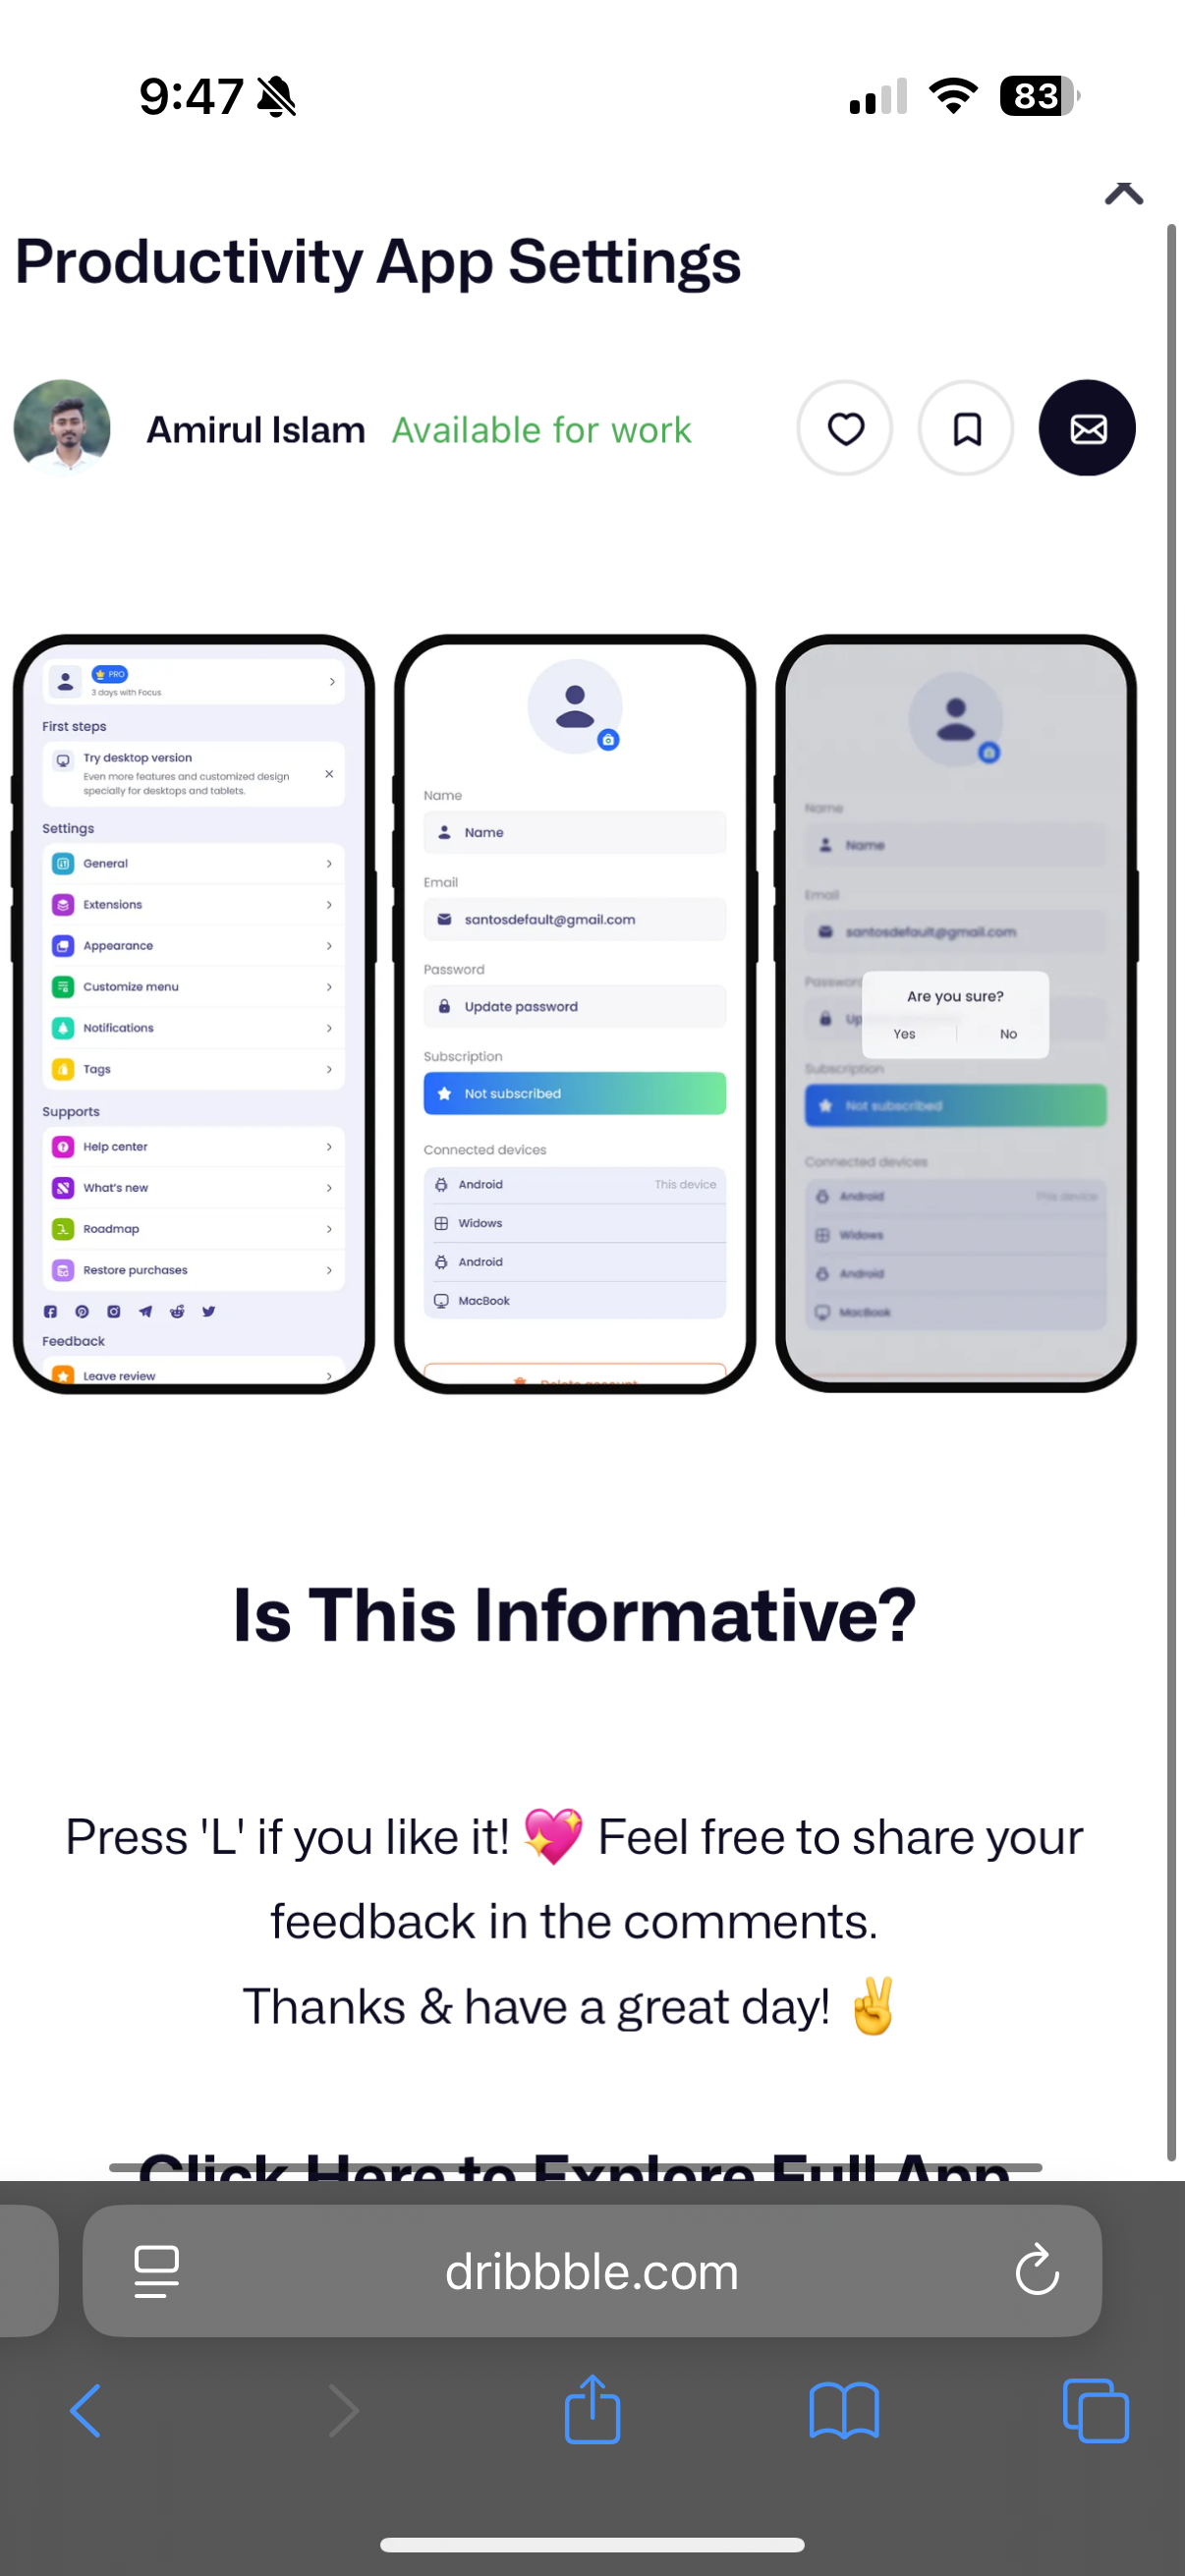 9:47
83
Productivity App Settings
Amirul Islam Available for work
PRO
3 days with Focus
First steps
Try desktop version
Even more features and customized design
specially for desktops and tablets.
Settings
General
Extensions
Appearance
Customize menu
Notifications
Tags
Supports
Help center
What's new
Roadmap
Restore purchases
Feedback
Leave review
Name
Name
Email
santosdefault@gmail.com
Password
Update password
Subscription
Not subscribed
Connected devices
Android This device
Widows
Android
MacBook
Delete account
Name
Name
Email
santosdefault@gmail.com
Password
Are you sure?
Yes No
Subscription
Not subscribed
Connected devices
Android This device
Widows
Android
MacBook
Is This Informative?
Press 'L' if you like it! 💖 Feel free to share your
feedback in the comments.
Thanks & have a great day! ✌️
Click Here to Explore Full App
dribbble.com